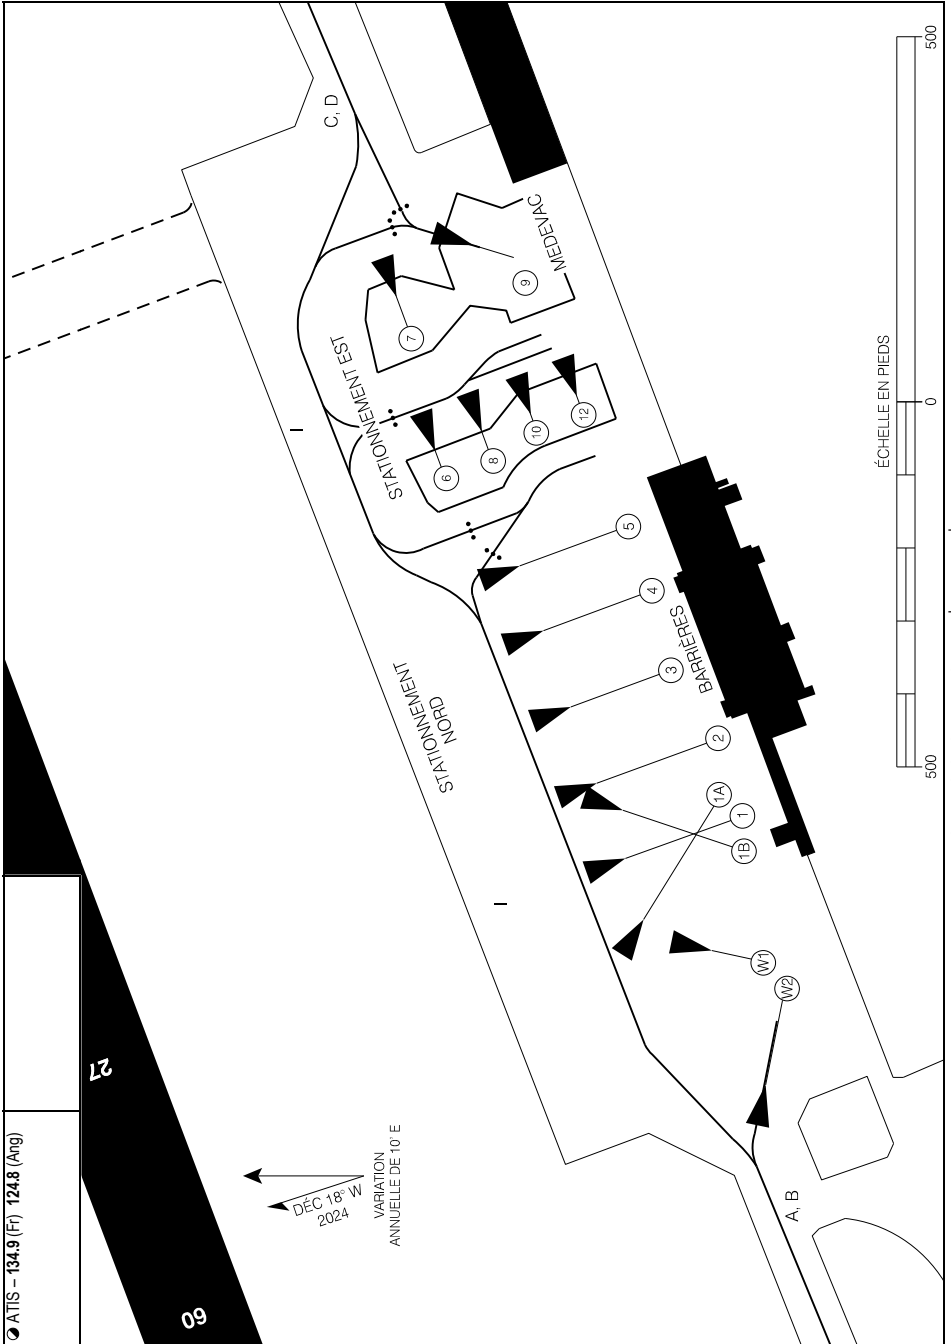 ATIS – 134.9 (Fr) 124.8 (Ang)
27
09
DÉC 18° W
2024
VARIATION
ANNUELLE DE 10' E
A, B
C, D
I
I
STATIONNEMENT
NORD
STATIONNEMENT EST
MEDEVAC
BARRIÈRES
W2
W1
1B
1
1A
2
3
4
5
6
8
10
12
7
9
ÉCHELLE EN PIEDS
500
0
500